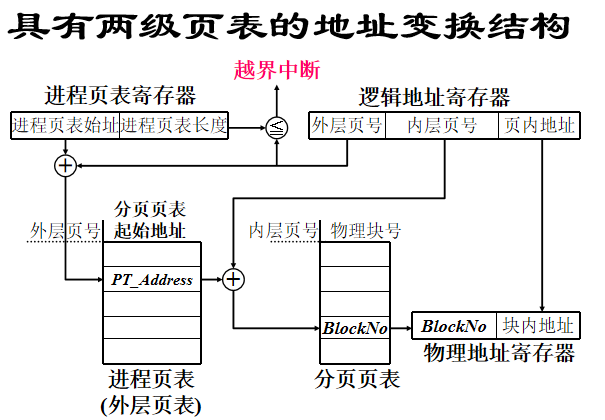 具有两级页表的地址变换结构
越界中断
进程页表寄存器
逻辑地址寄存器
进程页表始址 进程页表长度
≤
外层页号 内层页号 页内地址
+
外层页号
分页页表
起始地址
内层页号 物理块号
PT_Address
+
BlockNo
BlockNo 块内地址
物理地址寄存器
进程页表
(外层页表)
分页页表